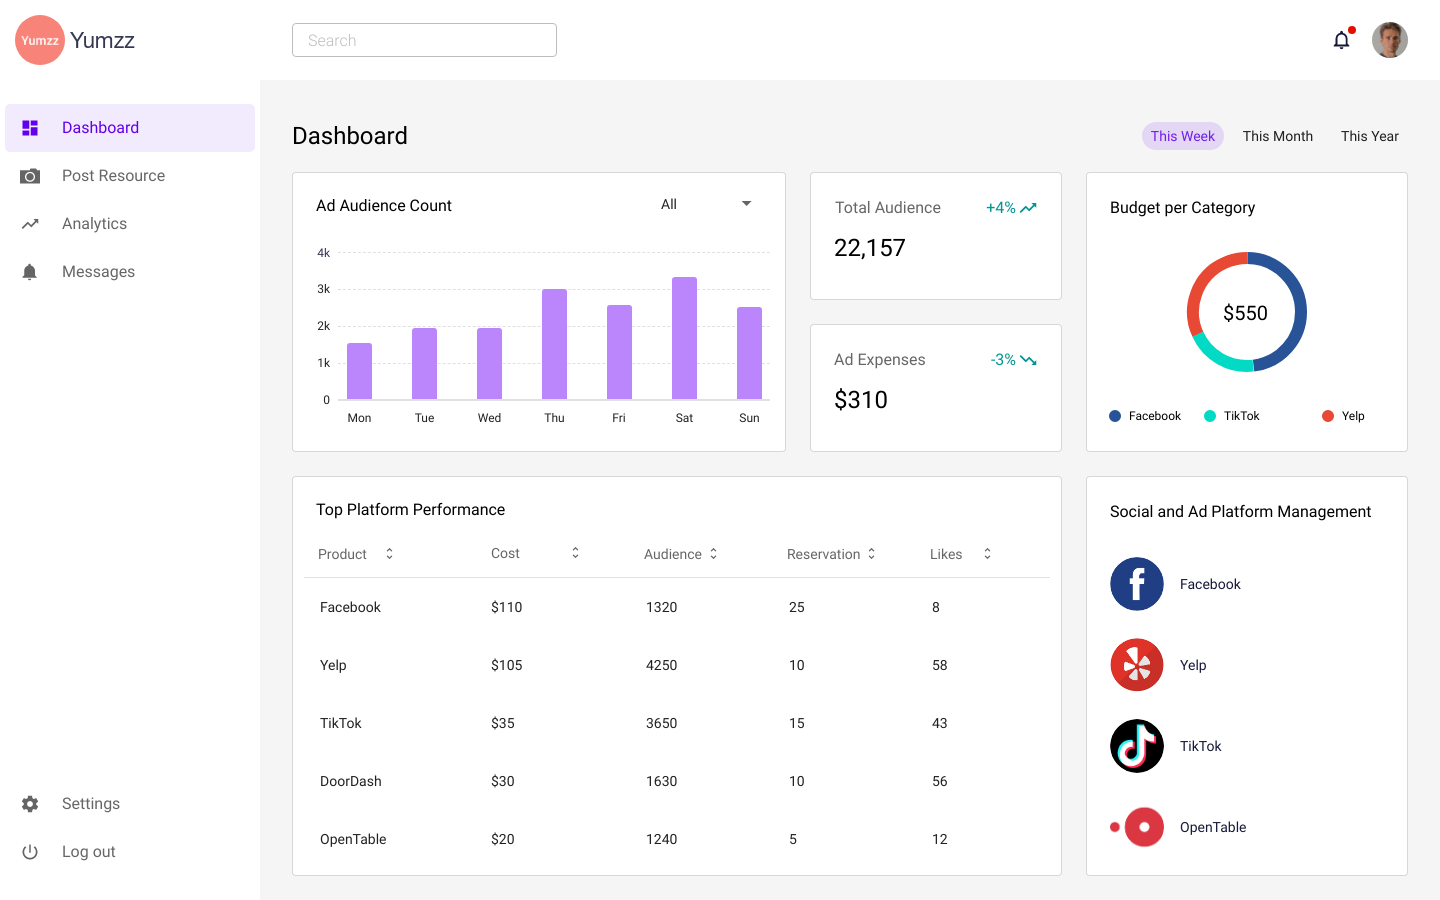 Yumzz Yumzz
Search
Dashboard
Post Resource
Analytics
Messages
Settings
Log out
Dashboard
This Week This Month This Year
Ad Audience Count All
4k
3k
2k
1k
0
Mon Tue Wed Thu Fri Sat Sun
Total Audience +4%
22,157
Ad Expenses -3%
$310
Budget per Category
$550
Facebook TikTok Yelp
Top Platform Performance
Product Cost Audience Reservation Likes
Facebook $110 1320 25 8
Yelp $105 4250 10 58
TikTok $35 3650 15 43
DoorDash $30 1630 10 56
OpenTable $20 1240 5 12
Social and Ad Platform Management
f Facebook
Yelp
TikTok
OpenTable